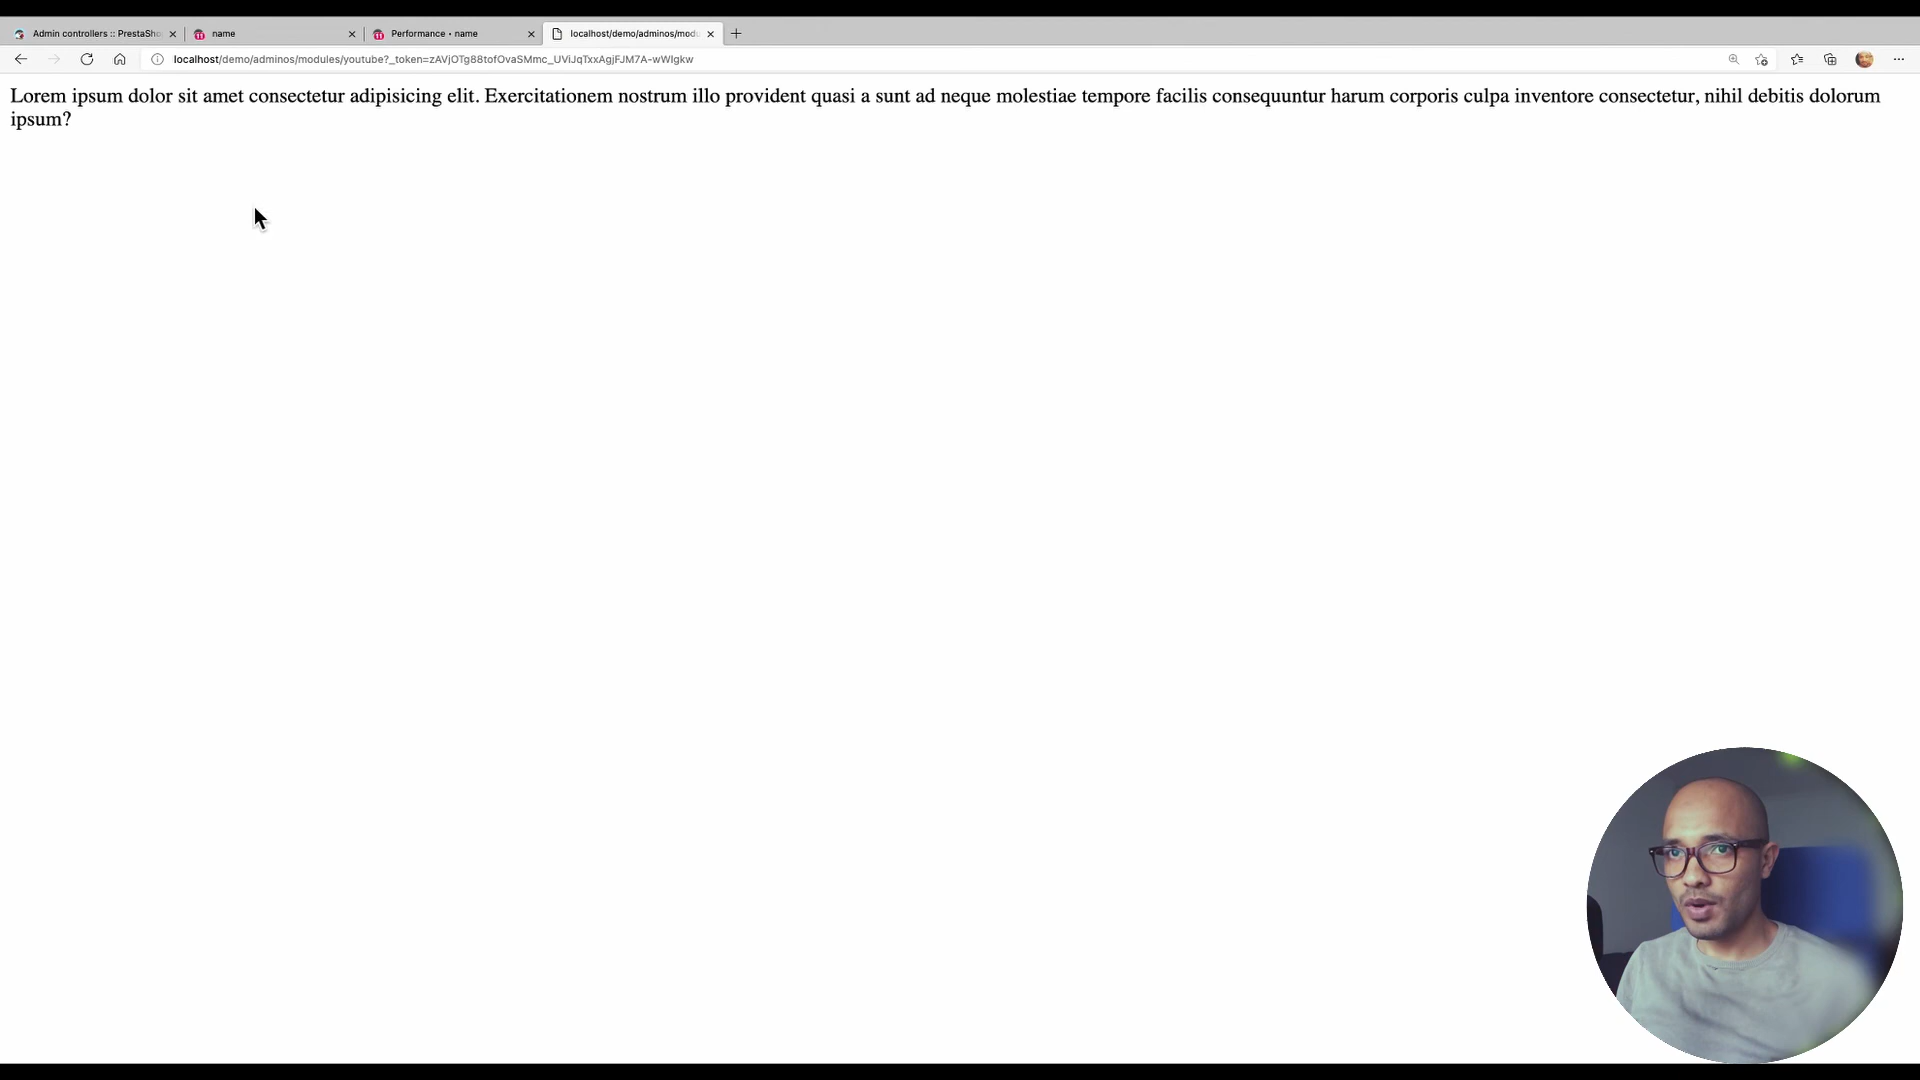 Admin controllers :: PrestaSho
name
Performance • name
localhost/demo/adminos/modu
localhost/demo/adminos/modules/youtube?_token=zAVjOTg88tofOvaSMmc_UViJqTxxAgjFJM7A-wWIgkw
Lorem ipsum dolor sit amet consectetur adipisicing elit. Exercitationem nostrum illo provident quasi a sunt ad neque molestiae tempore facilis consequuntur harum corporis culpa inventore consectetur, nihil debitis dolorum
ipsum?